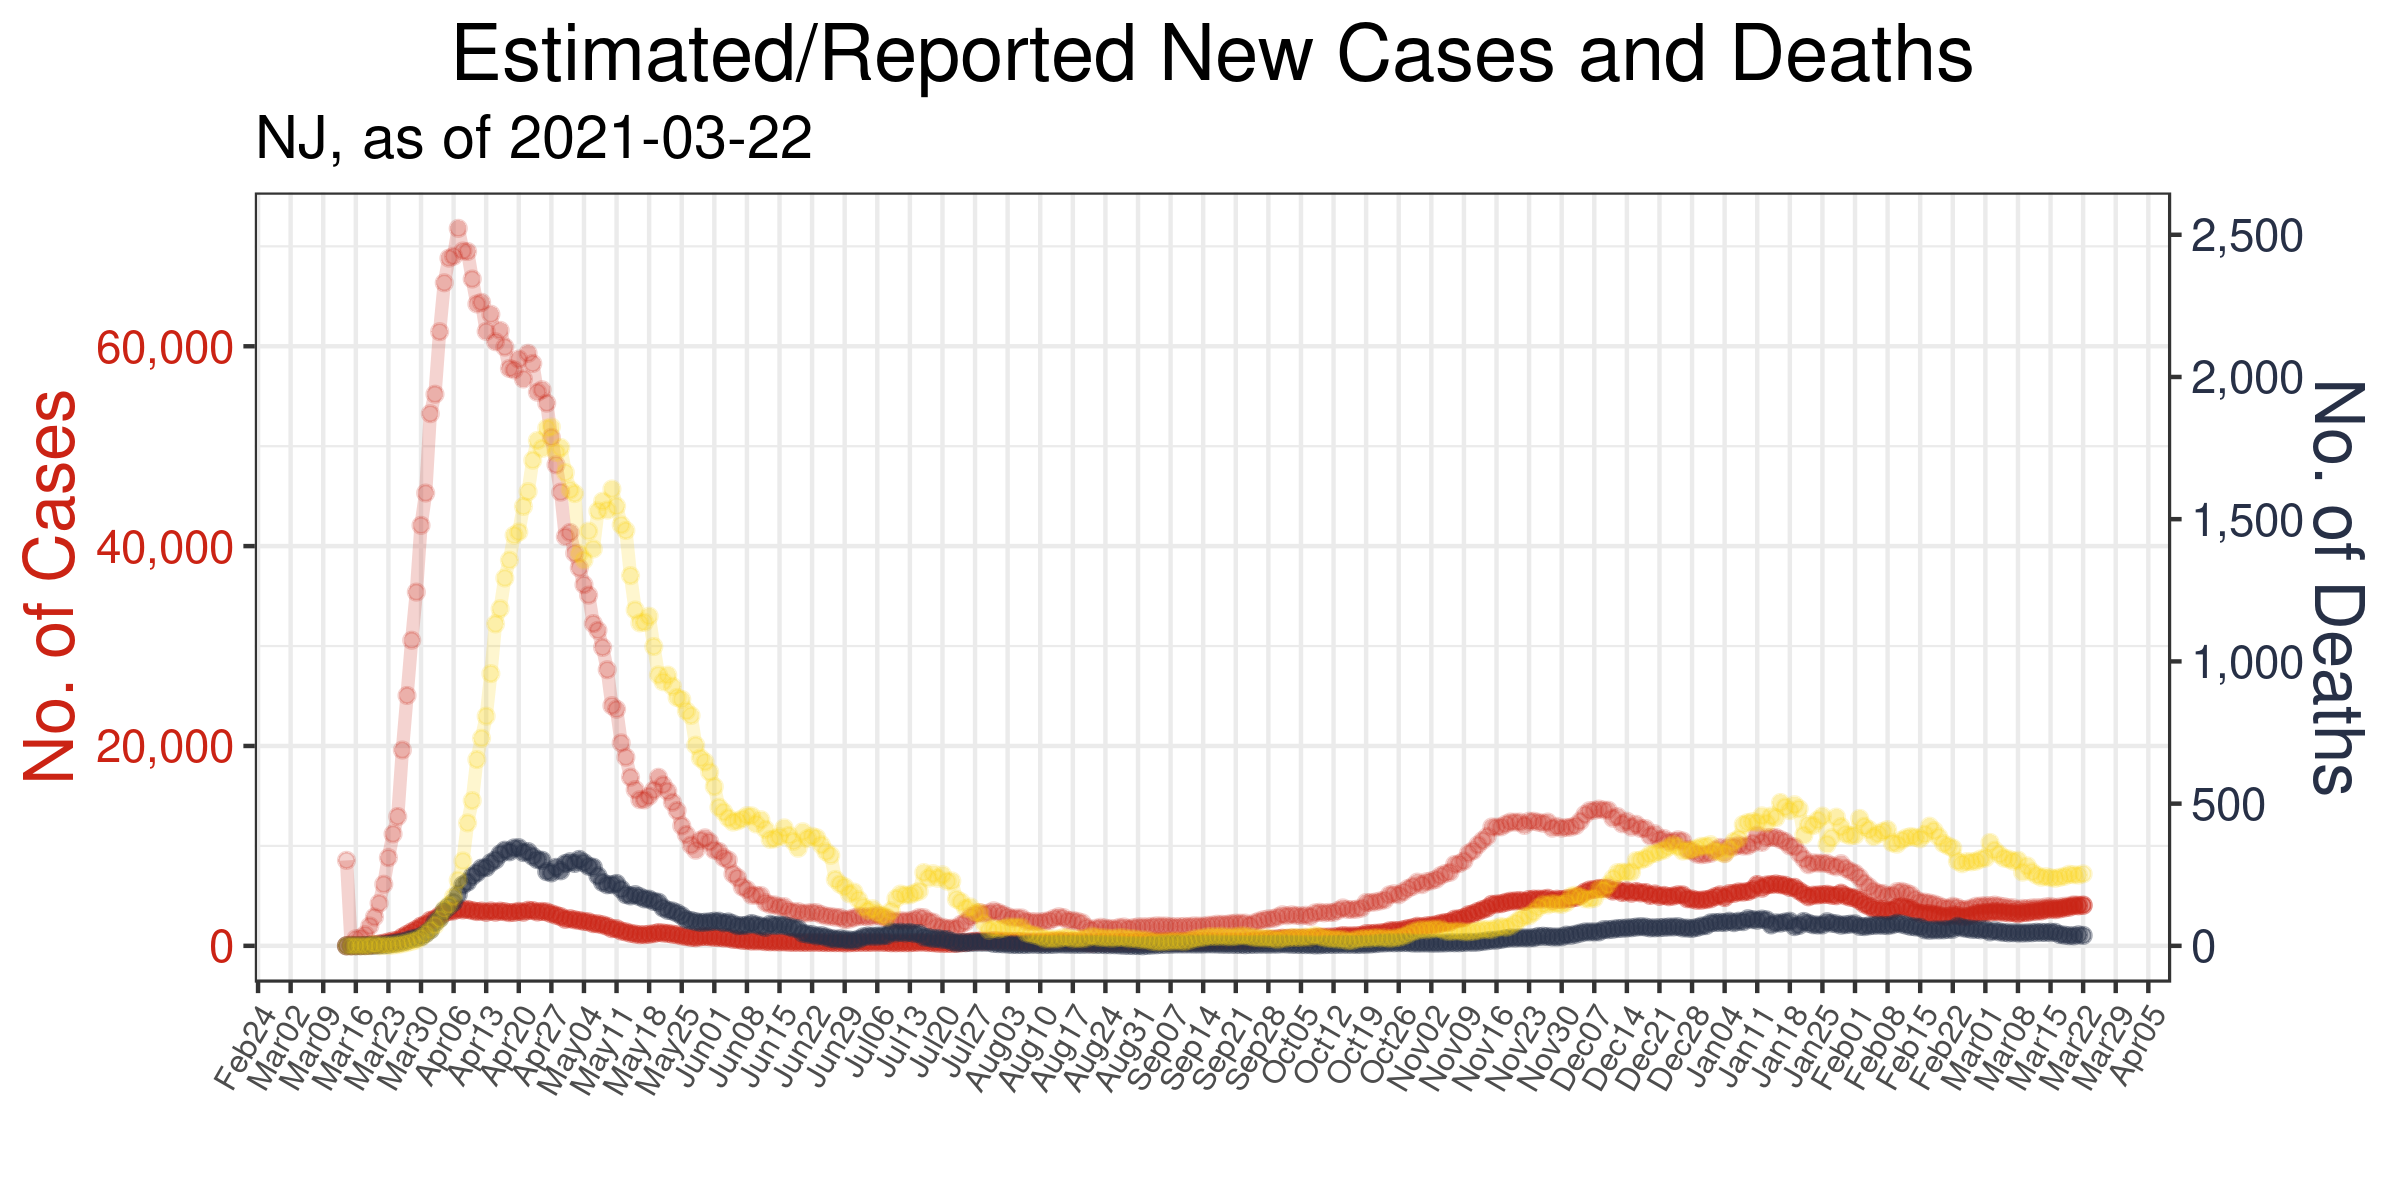 Estimated/Reported New Cases and Deaths
NJ, as of 2021-03-22
No. of Cases
60,000
40,000
20,000
0
2,500
2,000
1,500
1,000
500
0
No. of Deaths
Feb24
Mar02
Mar09
Mar16
Mar23
Mar30
Apr06
Apr13
Apr20
Apr27
May04
May11
May18
May25
Jun01
Jun08
Jun15
Jun22
Jun29
Jul06
Jul13
Jul20
Jul27
Aug03
Aug10
Aug17
Aug24
Aug31
Sep07
Sep14
Sep21
Sep28
Oct05
Oct12
Oct19
Oct26
Nov02
Nov09
Nov16
Nov23
Nov30
Dec07
Dec14
Dec21
Dec28
Jan04
Jan11
Jan18
Jan25
Feb01
Feb08
Feb15
Feb22
Mar01
Mar08
Mar15
Mar22
Mar29
Apr05